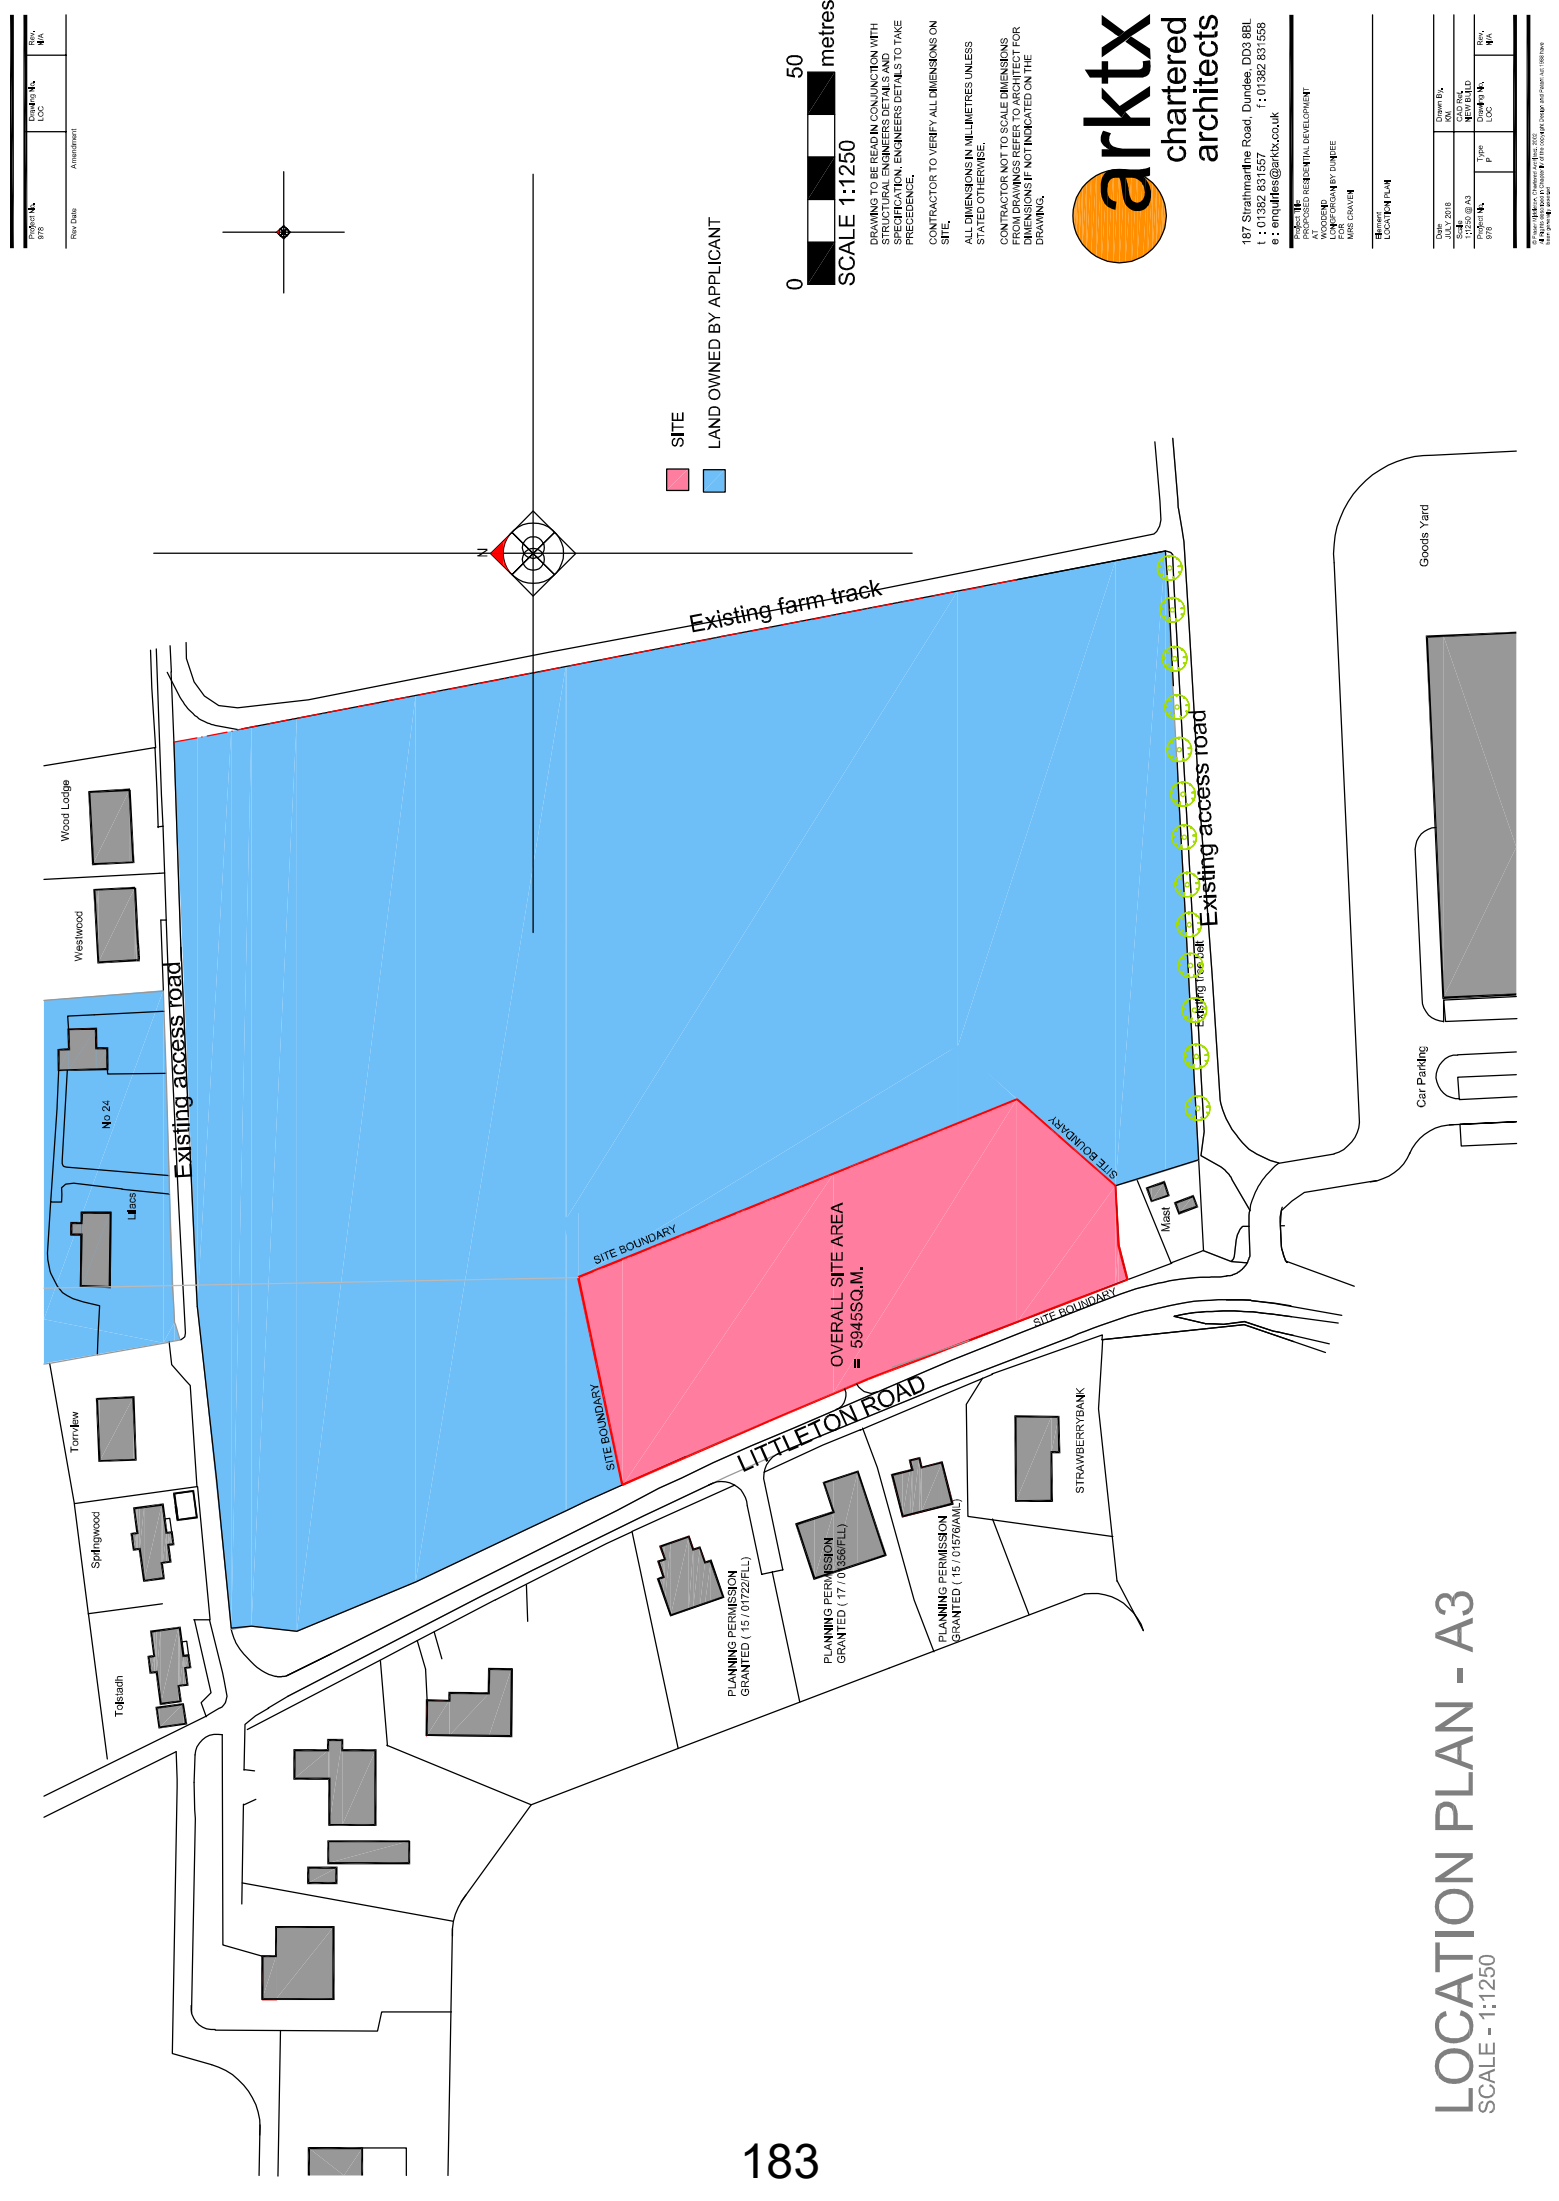 Project No.
978
Drawing No.
LOC
Rev.
N/A
Rev Date
Amendment
N
SITE
LAND OWNED BY APPLICANT
0
50
metres
SCALE 1:1250
DRAWING TO BE READ IN CONJUNCTION WITH
STRUCTURAL ENGINEERS DETAILS AND
SPECIFICATION. ENGINEERS DETAILS TO TAKE
PRECEDENCE.
CONTRACTOR TO VERIFY ALL DIMENSIONS ON
SITE.
ALL DIMENSIONS IN MILLIMETRES UNLESS
STATED OTHERWISE.
CONTRACTOR NOT TO SCALE DIMENSIONS
FROM DRAWINGS REFER TO ARCHITECT FOR
DIMENSIONS IF NOT INDICATED ON THE
DRAWING.
arktx
chartered
architects
187 Strathmartine Road, Dundee, DD3 8BL
t : 01382 831557 f : 01382 831558
e : enquiries@arktx.co.uk
Project Title
PROPOSED RESIDENTIAL DEVELOPMENT
AT
WOODEND
LONGFORGAN BY DUNDEE
FOR
MRS CRAVEN
Element
LOCATION PLAN
Date
JULY 2018
Drawn By.
KM
Scale
1:1250 @ A3
CAD Ref.
NEW BUILD
Project No.
978
Type
P
Drawing No.
LOC
Rev.
N/A
Wood Lodge
Westwood
No 24
Lilacs
Torrview
Springwood
Tolstadh
Existing access road
Existing farm track
Existing access road
Existing tree belt
Goods Yard
Car Parking
Mast
SITE BOUNDARY
SITE BOUNDARY
SITE BOUNDARY
SITE BOUNDARY
OVERALL SITE AREA
= 5945SQ.M.
LITTLETON ROAD
STRAWBERRYBANK
PLANNING PERMISSION
GRANTED ( 15 / 01722/FLL)
PLANNING PERMISSION
GRANTED ( 17 / 01356/FLL)
PLANNING PERMISSION
GRANTED ( 15 / 01576/AML)
LOCATION PLAN - A3
SCALE - 1:1250
183